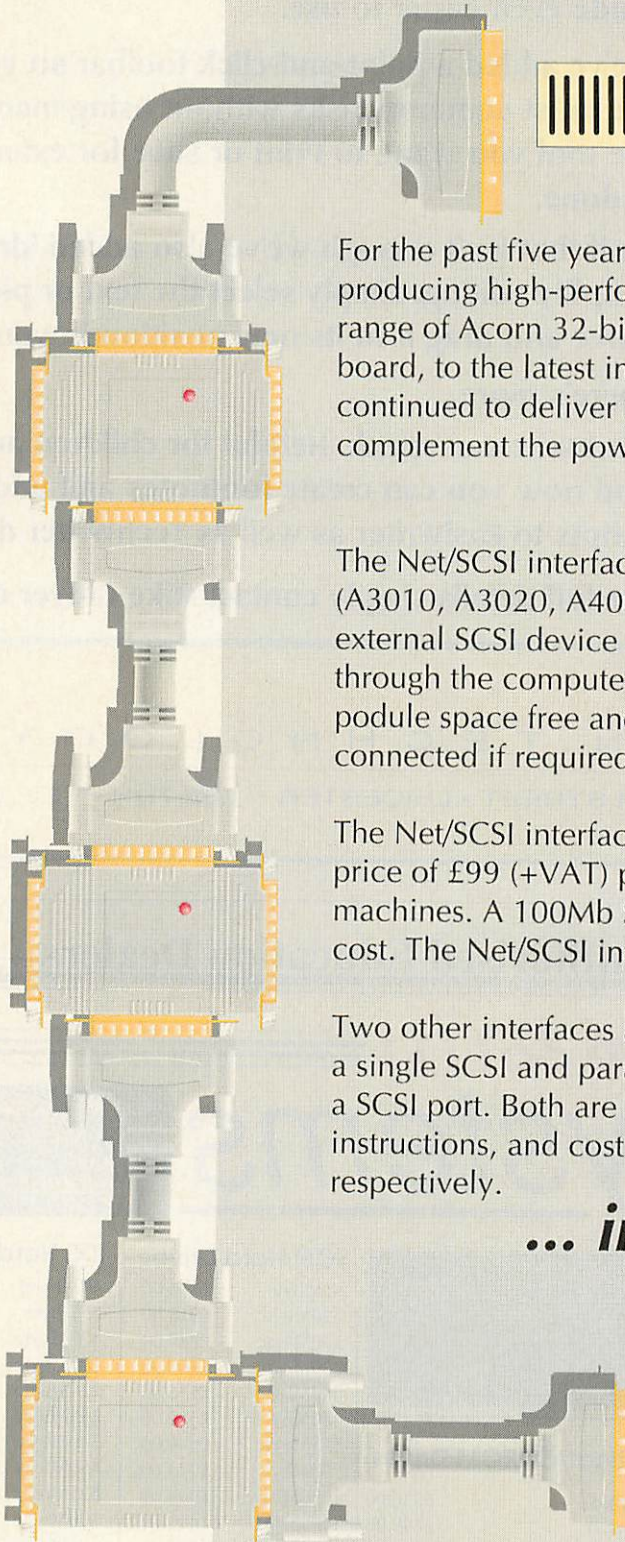 For the past five year
producing high-perfo
range of Acorn 32-bi
board, to the latest in
continued to deliver
complement the pow
The Net/SCSI interfac
(A3010, A3020, A40
external SCSI device
through the compute
podule space free and
connected if required
The Net/SCSI interfac
price of £99 (+VAT) p
machines. A 100Mb
cost. The Net/SCSI in
Two other interfaces
a single SCSI and para
a SCSI port. Both are
instructions, and cost
respectively.
... in